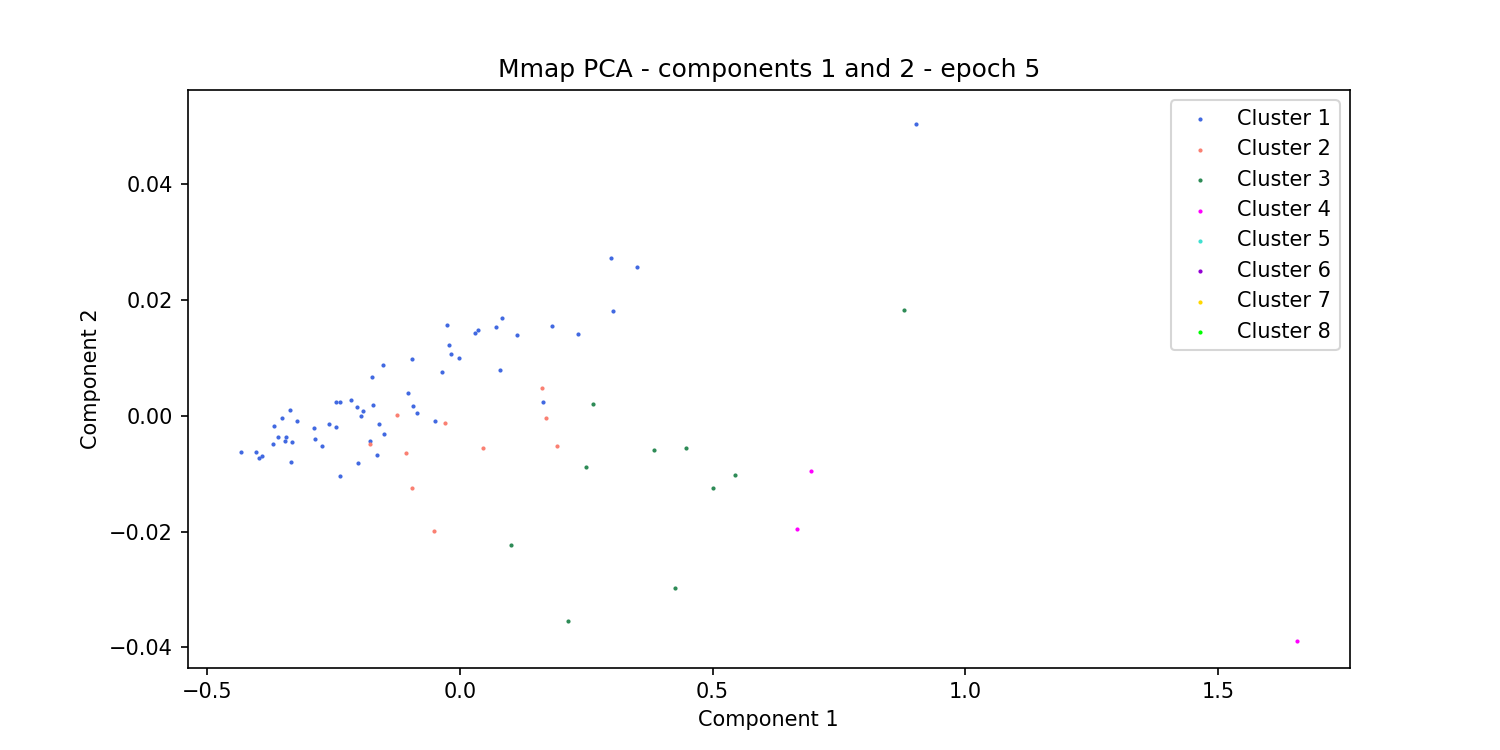 Mmap PCA - components 1 and 2 - epoch 5
Cluster 1
Cluster 2
Cluster 3
Cluster 4
Cluster 5
Cluster 6
Cluster 7
Cluster 8
Component 2
0.04
0.02
0.00
−0.02
−0.04
−0.5
0.0
0.5
1.0
1.5
Component 1